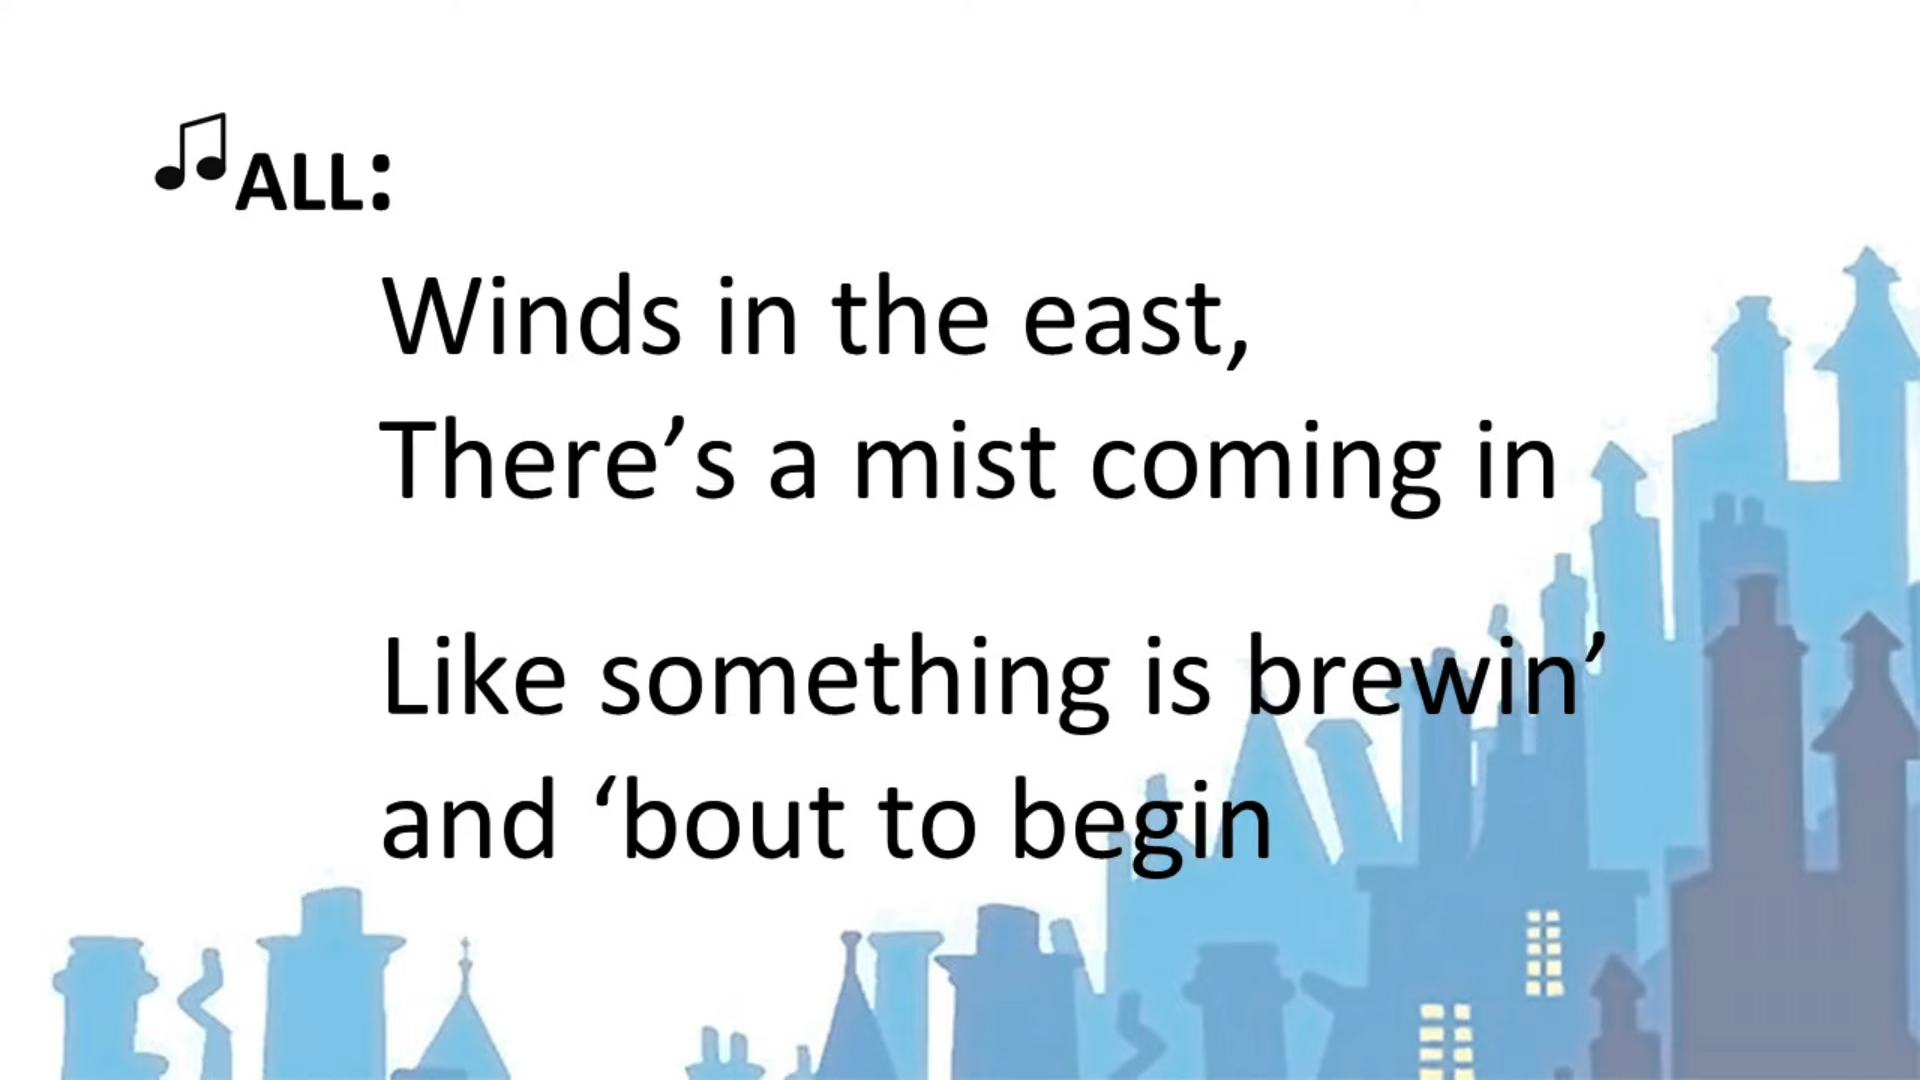 ALL:
Winds in the east,
There’s a mist coming in
Like something is brewin’
and ‘bout to begin